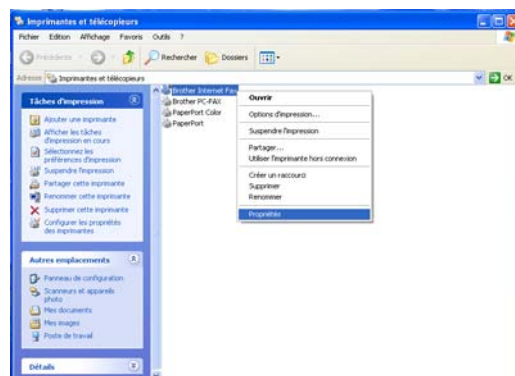 Imprimantes et télécopieurs
Fichier Edition Affichage Favoris Outils ?
Précédente Rechercher Dossiers
Adresse Imprimantes et télécopieurs OK
Tâches d'impression
Ajouter une imprimante
Afficher les tâches
d'impression en cours
Sélectionnez les
préférences d'impression
Suspendre l'impression
Partager cette imprimante
Renommer cette imprimante
Supprimer cette imprimante
Configurer les propriétés
des imprimantes
Autres emplacements
Panneau de configuration
Scanneurs et appareils
photo
Mes documents
Mes images
Poste de travail
Détails
Brother Internet Fax
Brother PC-FAX
PaperPort Color
PaperPort
Ouvrir
Options d'impression...
Suspendre l'impression
Partager...
Utiliser l'imprimante hors connexion
Créer un raccourci
Supprimer
Renommer
Propriétés